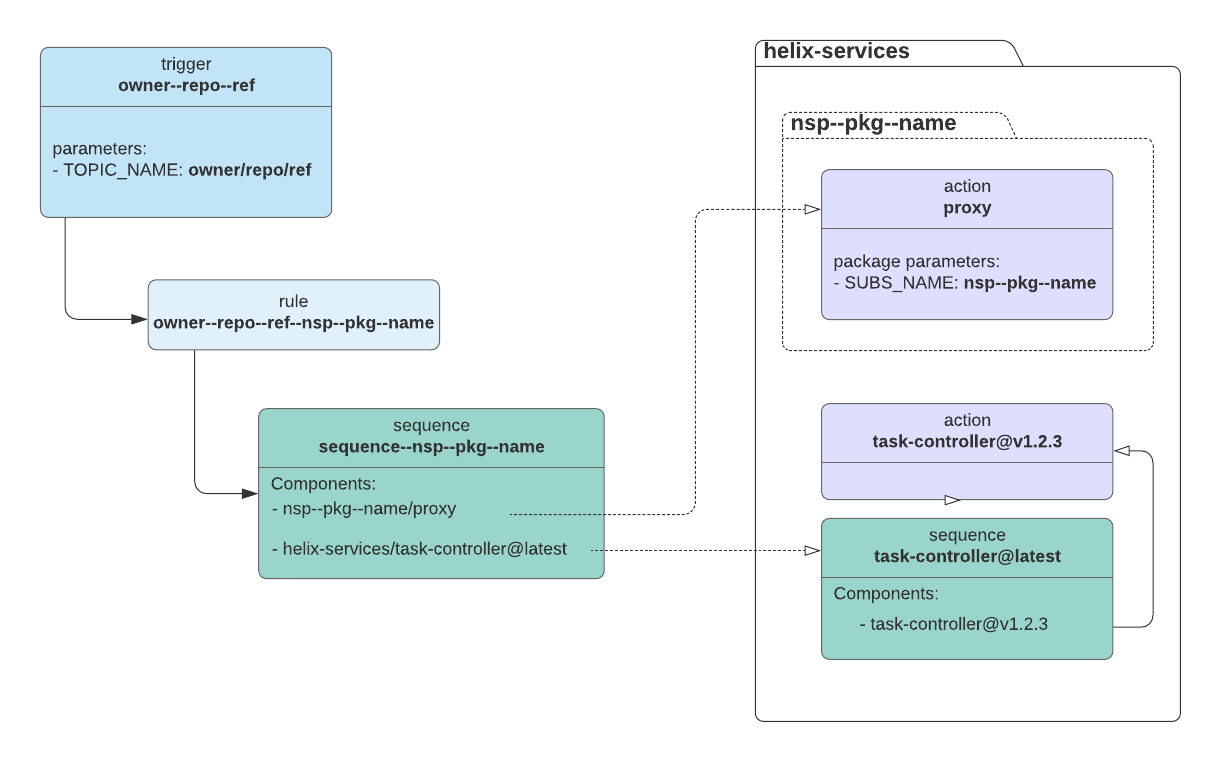 trigger
owner--repo--ref
parameters:
- TOPIC_NAME: owner/repo/ref
rule
owner--repo--ref--nsp--pkg--name
sequence
sequence--nsp--pkg--name
Components:
- nsp--pkg--name/proxy
- helix-services/task-controller@latest
helix-services
nsp--pkg--name
action
proxy
package parameters:
- SUBS_NAME: nsp--pkg--name
action
task-controller@v1.2.3
sequence
task-controller@latest
Components:
- task-controller@v1.2.3